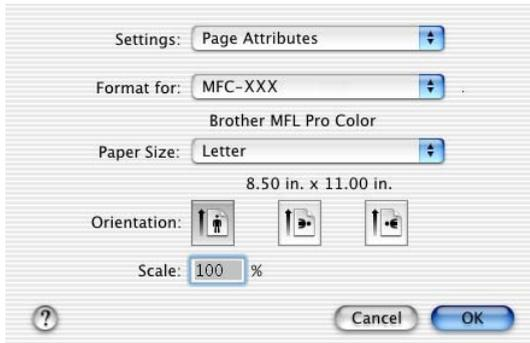 Settings: Page Attributes
Format for: MFC-XXX
Brother MFL Pro Color
Paper Size: Letter
8.50 in. x 11.00 in.
Orientation:
Scale: 100 %
? Cancel OK